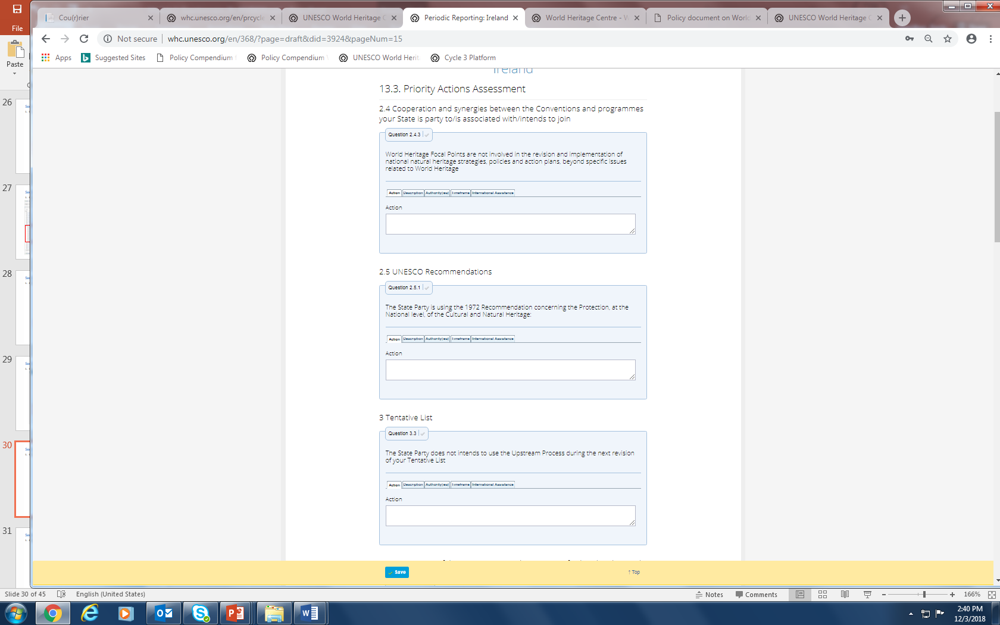 Cou(r)rier
whc.unesco.org/en/prcycle
UNESCO World Heritage C
Periodic Reporting: Ireland
World Heritage Centre - W
Policy document on World
UNESCO World Heritage C
File
Not secure
whc.unesco.org/en/368/?page=draft&did=3924&pageNum=15
Paste
Apps
Suggested Sites
Policy Compendium
Policy Compendium
UNESCO World Herit
Cycle 3 Platform
Ireland
13.3. Priority Actions Assessment
26
2.4 Cooperation and synergies between the Conventions and programmes
your State is party to/is associated with/intends to join
Question 2.4.3
World Heritage Focal Points are not involved in the revision and implementation of
national natural heritage strategies, policies and action plans, beyond specific issues
related to World Heritage
27
Action Description Authority(ies) Timeframe International Assistance
Action
28
2.5 UNESCO Recommendations
Question 2.5.1
The State Party is using the 1972 Recommendation concerning the Protection, at the
National level, of the Cultural and Natural Heritage:
Action Description Authority(ies) Timeframe International Assistance
Action
29
3 Tentative List
Question 3.3
30
The State Party does not intends to use the Upstream Process during the next revision
of your Tentative List
Action Description Authority(ies) Timeframe International Assistance
Action
31
Save
↑ Top
Slide 30 of 45
English (United States)
Notes
Comments
166%
2:40 PM
12/3/2018